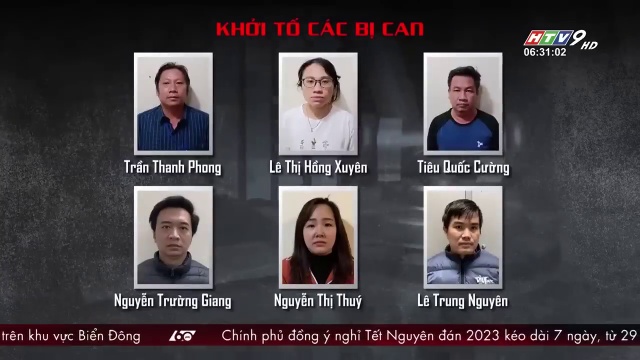 KHỞI TỐ CÁC BỊ CAN
HTV9 HD
06:31:02
Trần Thanh Phong
Lê Thị Hồng Xuyên
Tiêu Quốc Cường
Nguyễn Trường Giang
Nguyễn Thị Thuý
Lê Trung Nguyên
trên khu vực Biển Đông
60
Chính phủ đồng ý nghỉ Tết Nguyên đán 2023 kéo dài 7 ngày, từ 29